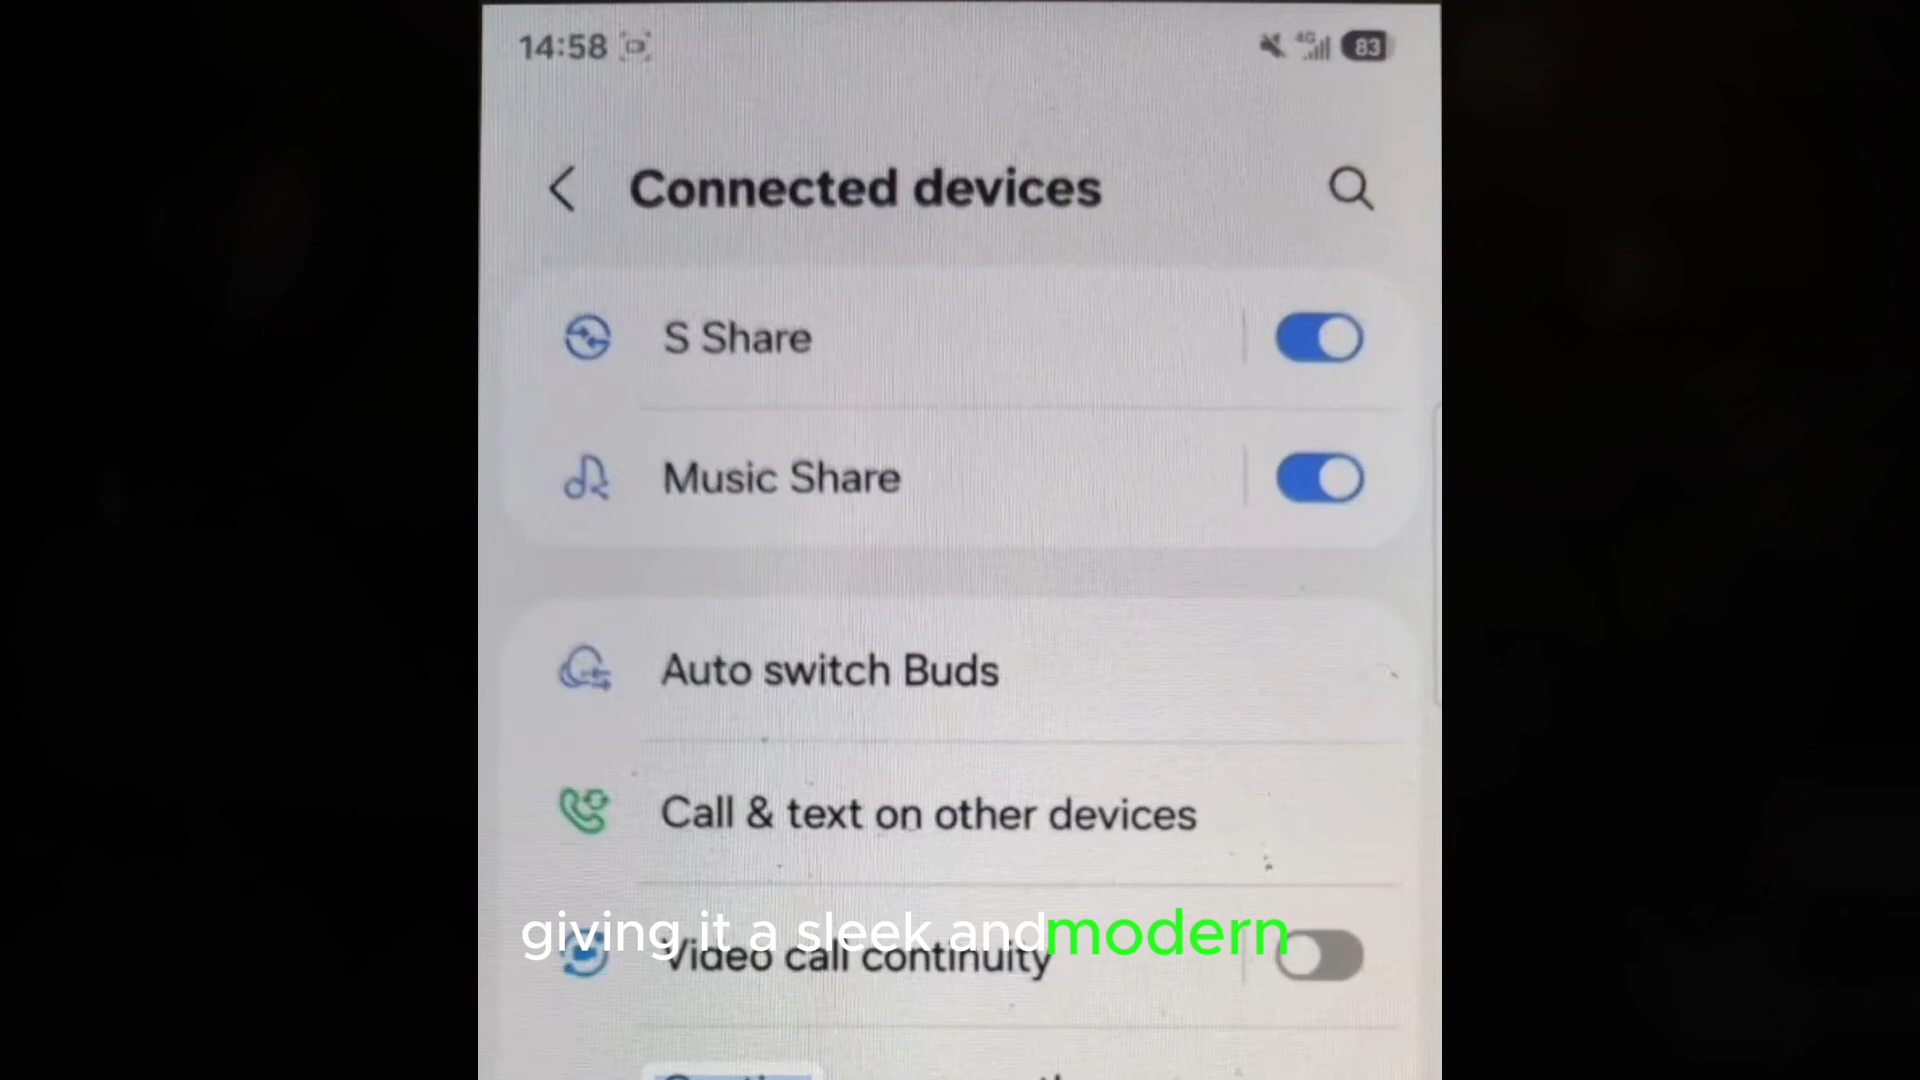 14:58
4G
83
Connected devices
S Share
Music Share
Auto switch Buds
Call & text on other devices
giving it a sleek and modern
Video call continuity